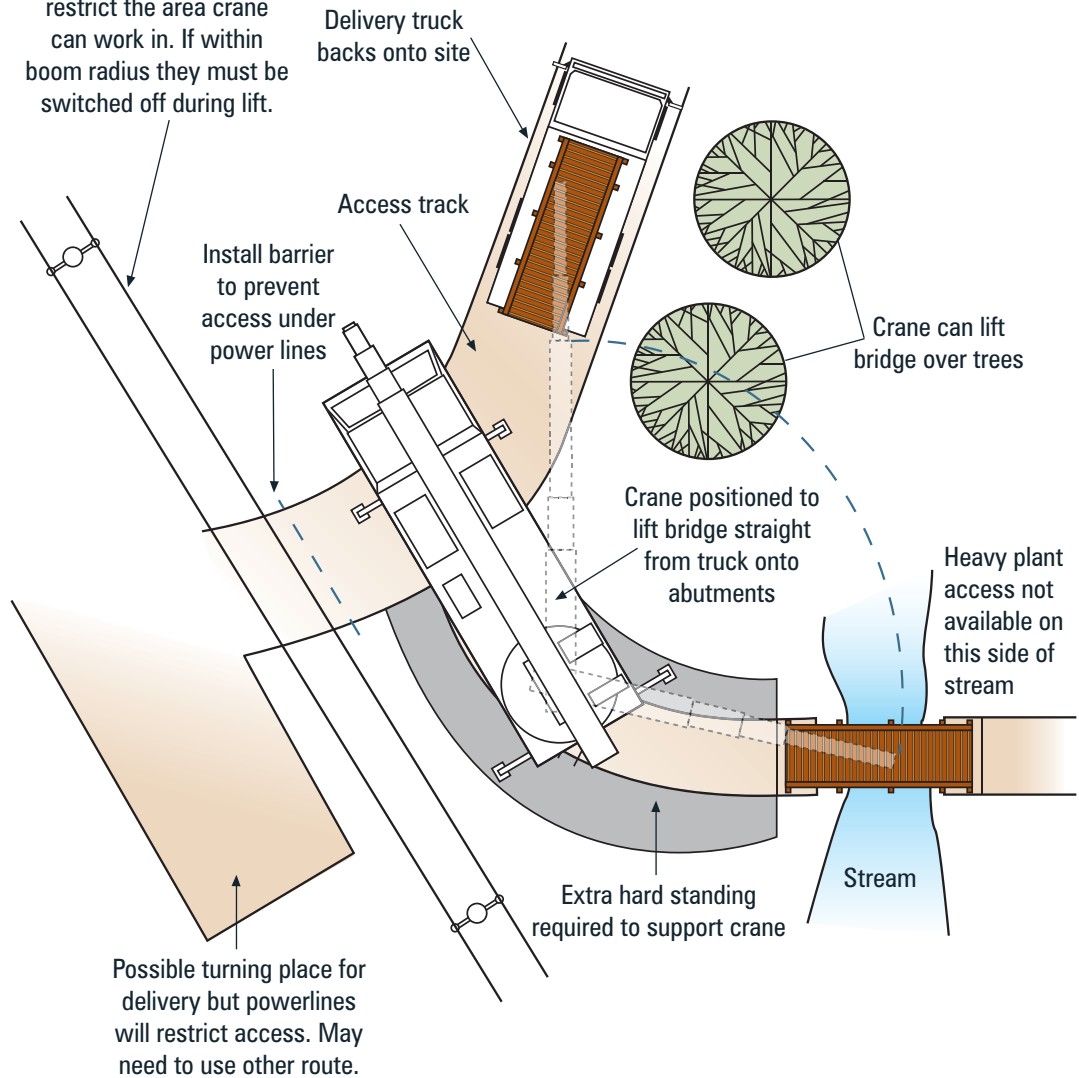 restrict the area crane
can work in. If within
boom radius they must be
switched off during lift.
Delivery truck
backs onto site
Access track
Install barrier
to prevent
access under
power lines
Crane can lift
bridge over trees
Crane positioned to
lift bridge straight
from truck onto
abutments
Heavy plant
access not
available on
this side of
stream
Stream
Extra hard standing
required to support crane
Possible turning place for
delivery but powerlines
will restrict access. May
need to use other route.